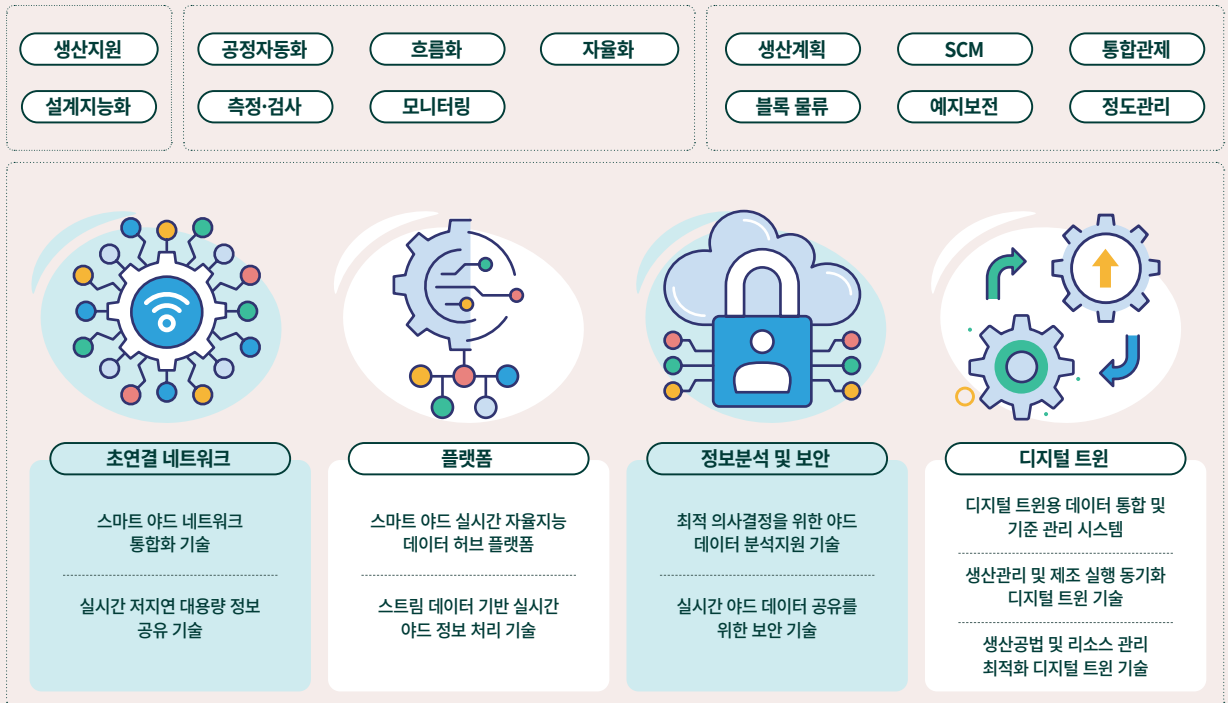 생산지원
설계지능화
공정자동화
흐름화
자율화
측정·검사
모니터링
생산계획
SCM
통합관제
블록 물류
예지보전
정도관리
초연결 네트워크
스마트 야드 네트워크
통합화 기술
실시간 저지연 대용량 정보
공유 기술
플랫폼
스마트 야드 실시간 자율지능
데이터 허브 플랫폼
스트림 데이터 기반 실시간
야드 정보 처리 기술
정보분석 및 보안
최적 의사결정을 위한 야드
데이터 분석지원 기술
실시간 야드 데이터 공유를
위한 보안 기술
디지털 트윈
디지털 트윈용 데이터 통합 및
기준 관리 시스템
생산관리 및 제조 실행 동기화
디지털 트윈 기술
생산공법 및 리소스 관리
최적화 디지털 트윈 기술